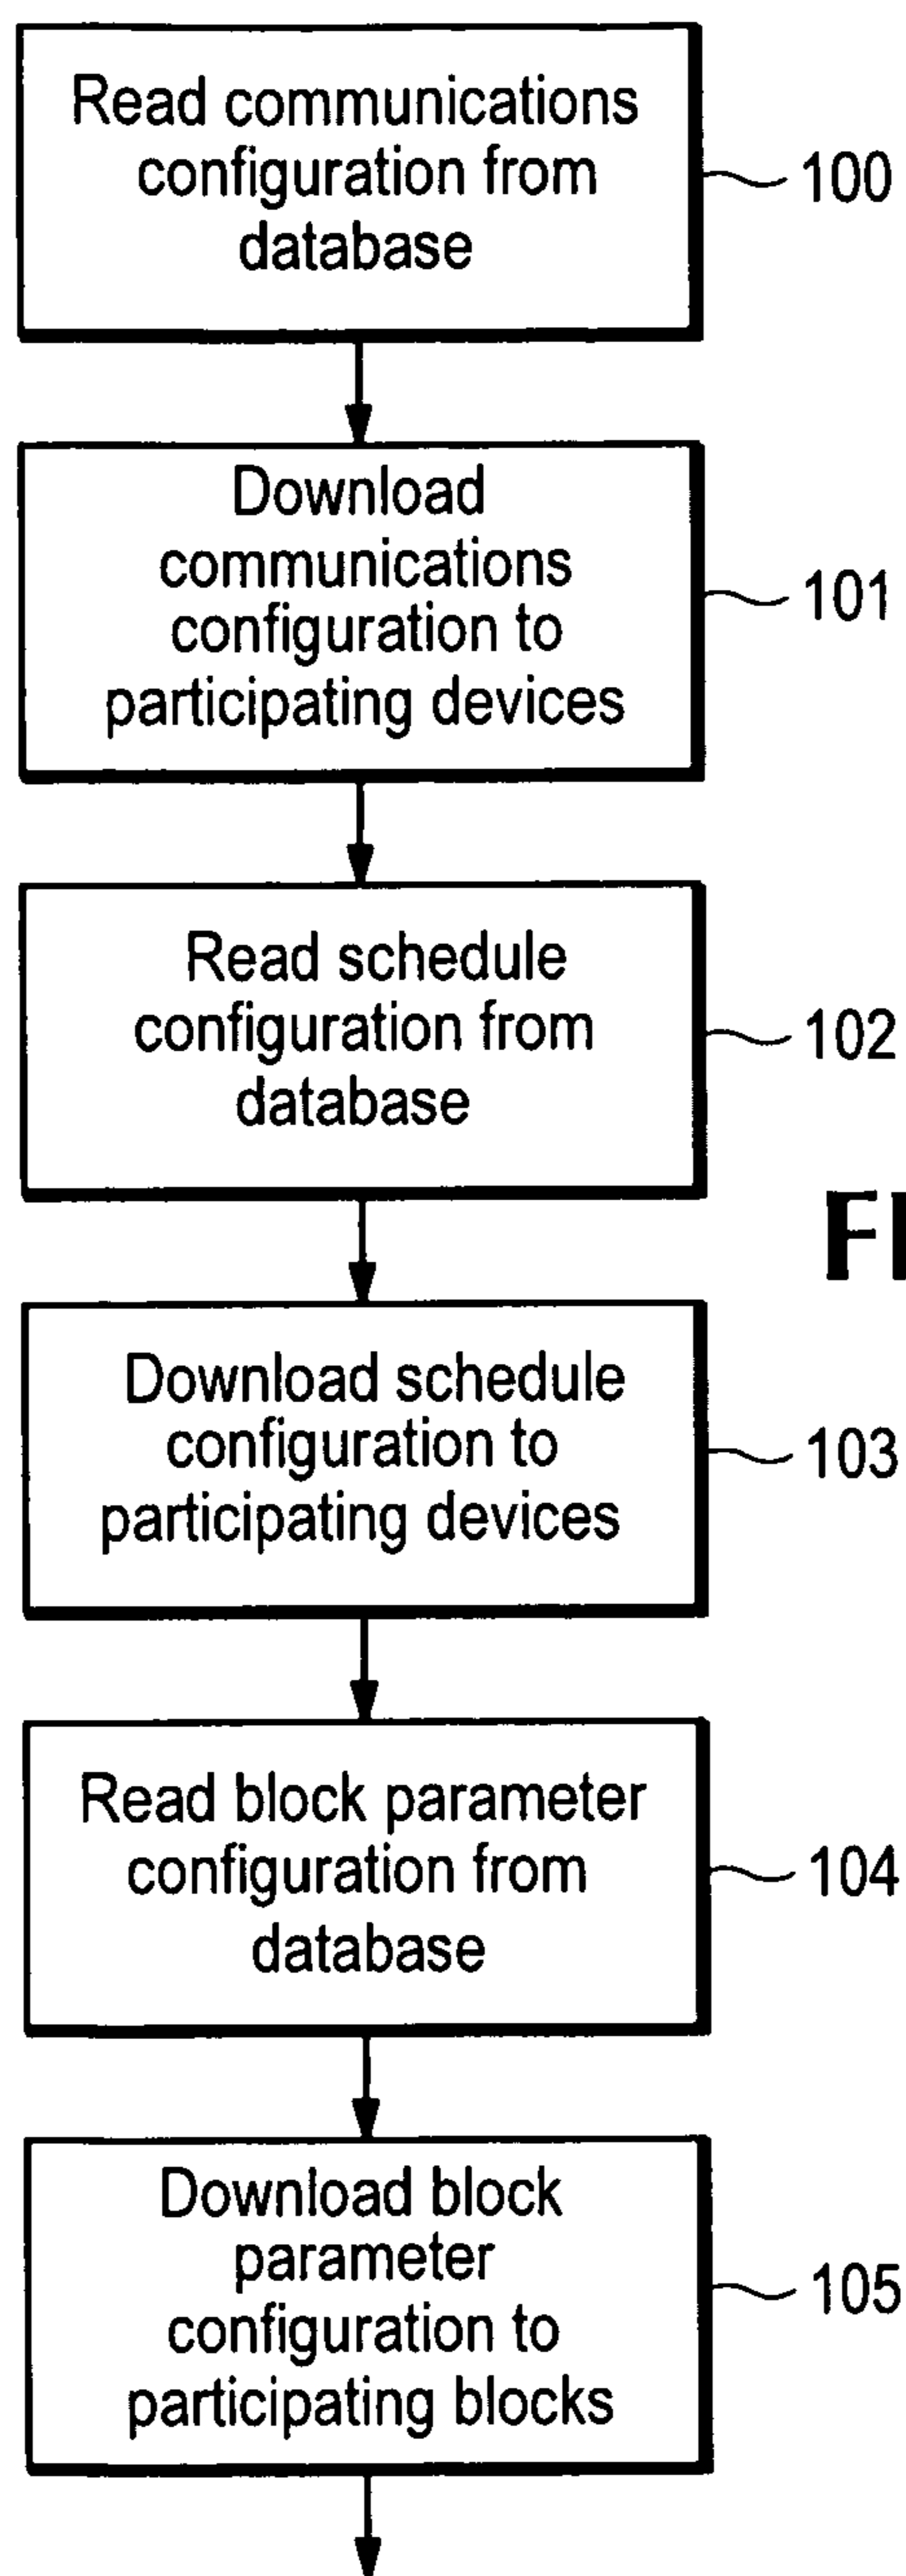 Read communications
configuration from
database
100
Download
communications
configuration to
participating devices
101
Read schedule
configuration from
database
102
Download schedule
configuration to
participating devices
103
Read block parameter
configuration from
database
104
Download block
parameter
configuration to
participating blocks
105